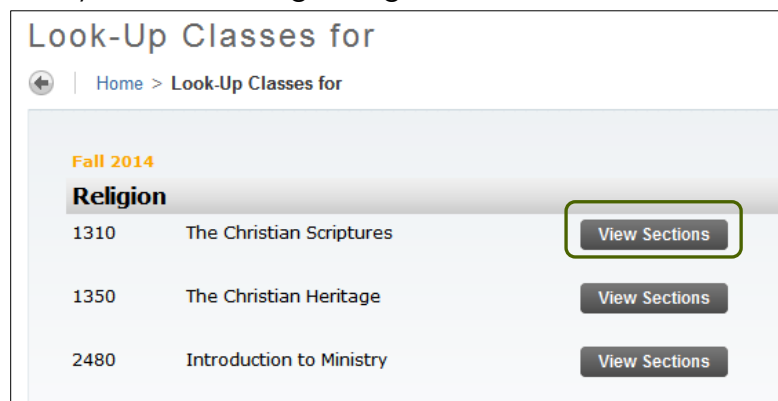 Look-Up Classes for
Home > Look-Up Classes for
Fall 2014
Religion
1310 The Christian Scriptures View Sections
1350 The Christian Heritage View Sections
2480 Introduction to Ministry View Sections